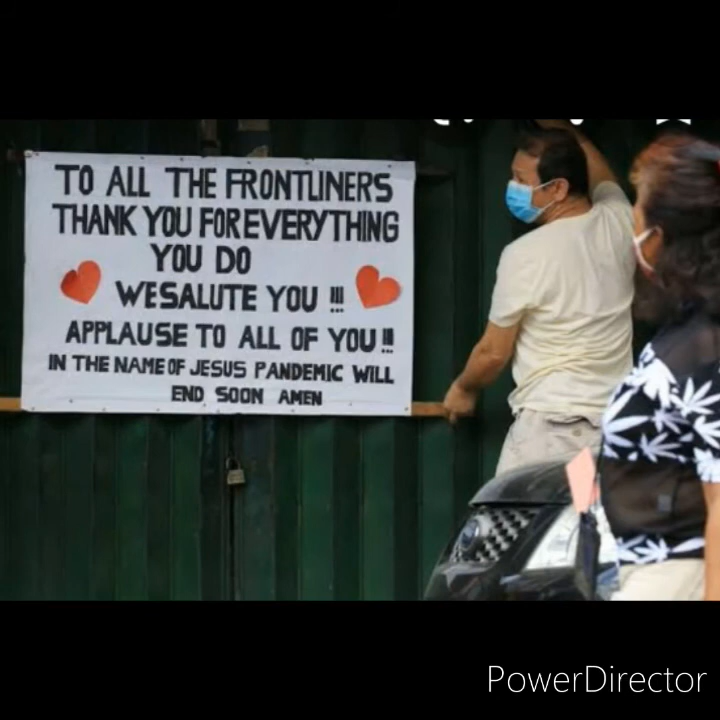 TO ALL THE FRONTLINERS
THANK YOU FOR EVERYTHING
YOU DO
WE SALUTE YOU !!!
APPLAUSE TO ALL OF YOU !!!
IN THE NAME OF JESUS PANDEMIC WILL
END SOON AMEN
PowerDirector